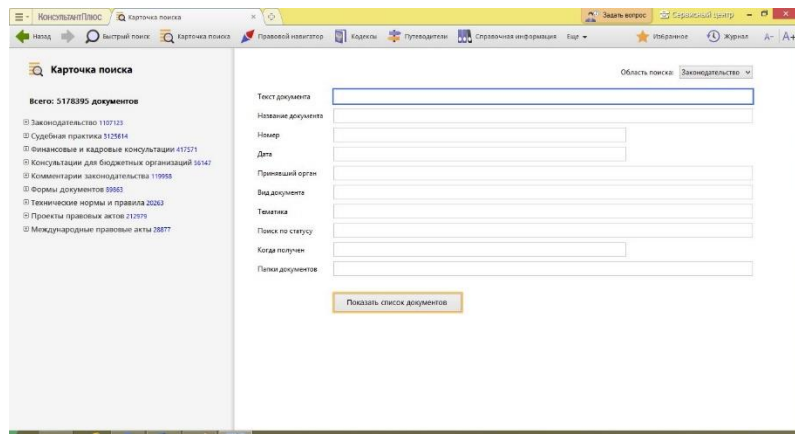 КонсультантПлюс
Карточка поиска
Задать вопрос
Сервисный центр
Назад
Быстрый поиск
Карточка поиска
Правовой навигатор
Кодексы
Путеводители
Справочная информация
Еще
Избранное
Журнал
A-
A+
Карточка поиска
Область поиска: Законодательство
Всего: 5178395 документов
Законодательство 1107123
Судебная практика 3125614
Финансовые и кадровые консультации 417571
Консультации для бюджетных организаций 56147
Комментарии законодательства 119958
Формы документов 89863
Технические нормы и правила 20263
Проекты правовых актов 212979
Международные правовые акты 28877
Текст документа
Название документа
Номер
Дата
Принявший орган
Вид документа
Тематика
Поиск по статусу
Когда получен
Папки документов
Показать список документов